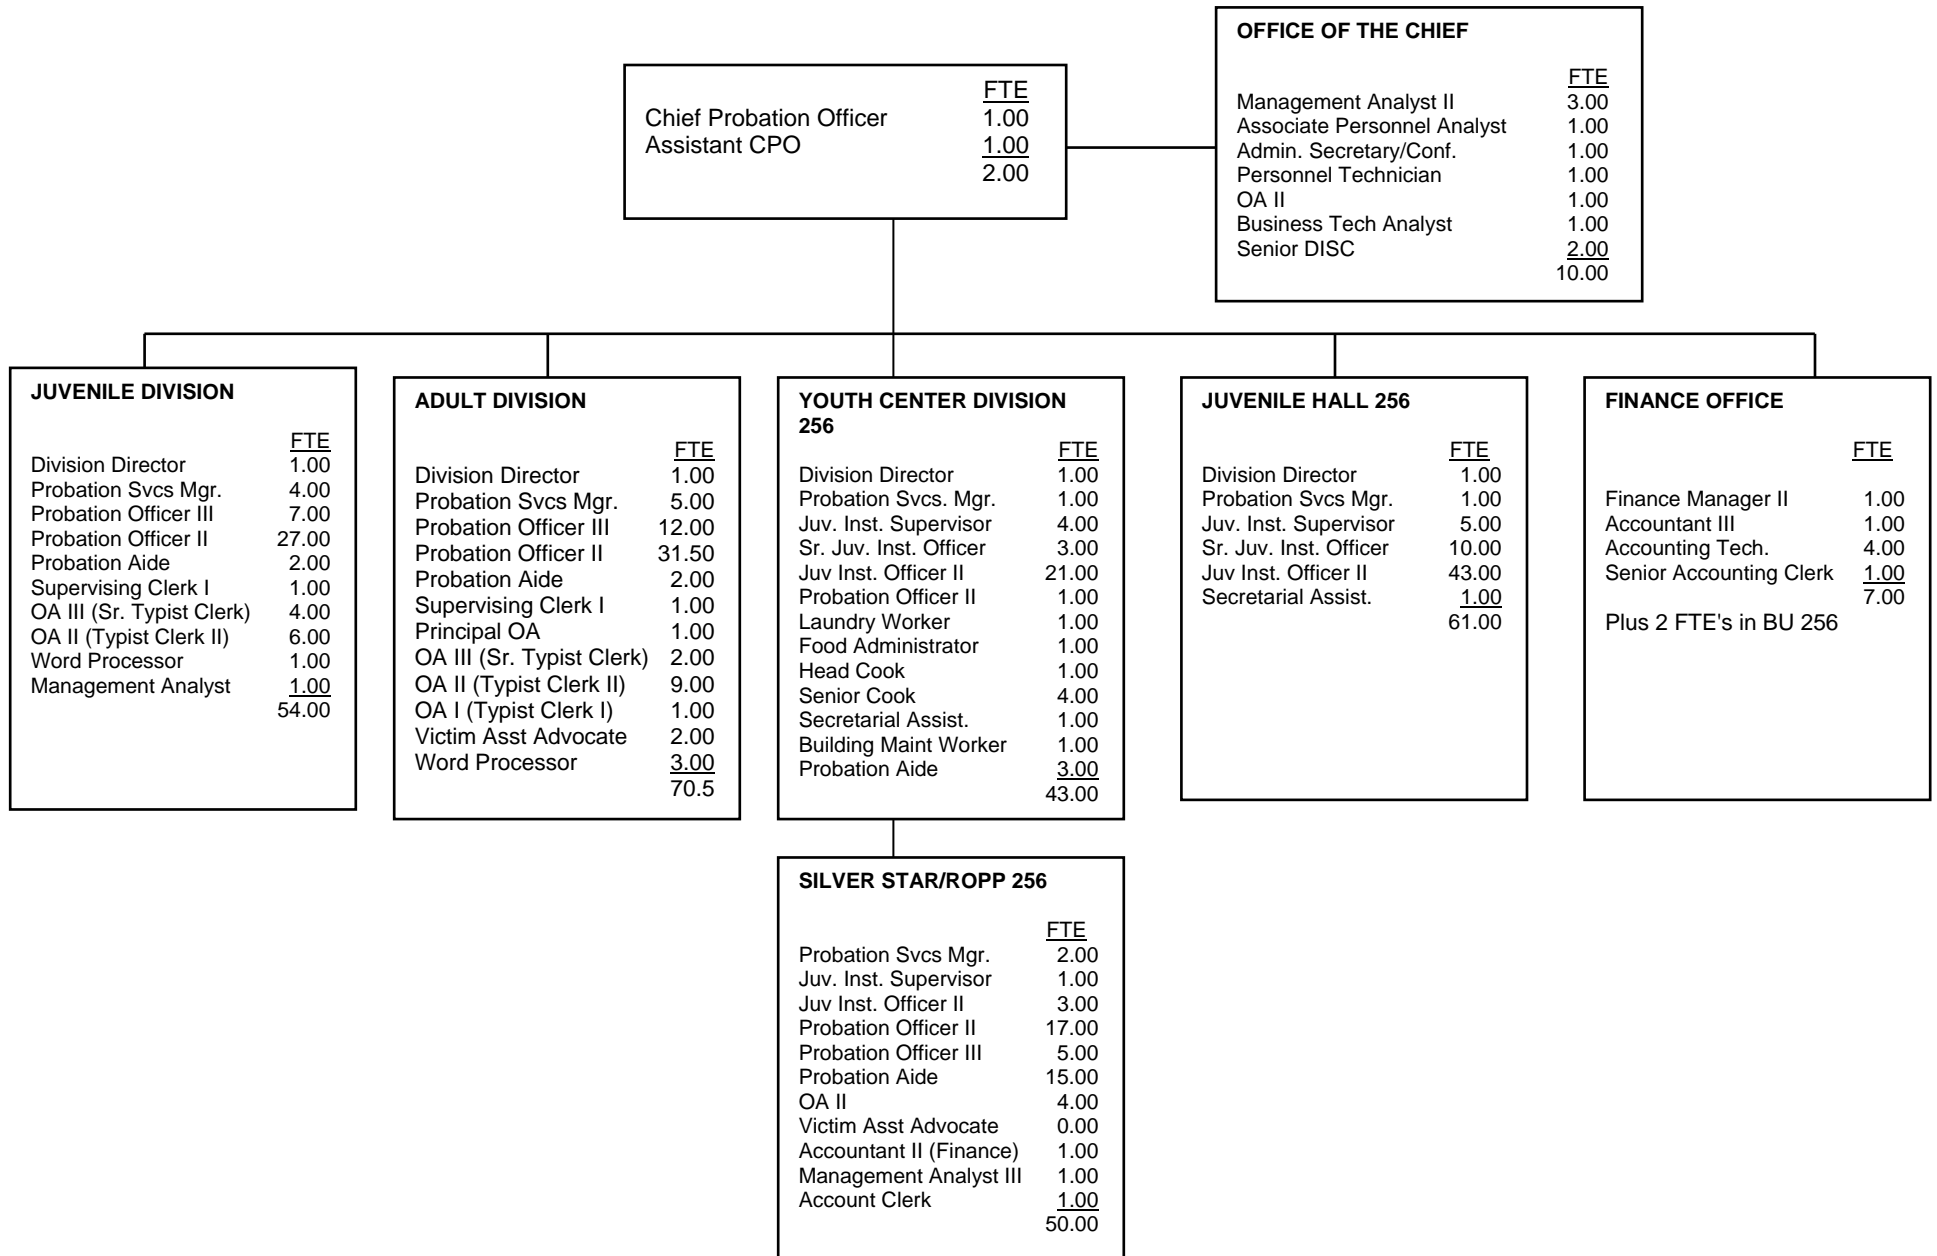 OFFICE OF THE CHIEF
FTE
Management Analyst II 3.00
Associate Personnel Analyst 1.00
Admin. Secretary/Conf. 1.00
Personnel Technician 1.00
OA II 1.00
Business Tech Analyst 1.00
Senior DISC 2.00
10.00
FTE
Chief Probation Officer 1.00
Assistant CPO 1.00
2.00
JUVENILE DIVISION
FTE
Division Director 1.00
Probation Svcs Mgr. 4.00
Probation Officer III 7.00
Probation Officer II 27.00
Probation Aide 2.00
Supervising Clerk I 1.00
OA III (Sr. Typist Clerk) 4.00
OA II (Typist Clerk II) 6.00
Word Processor 1.00
Management Analyst 1.00
54.00
ADULT DIVISION
FTE
Division Director 1.00
Probation Svcs Mgr. 5.00
Probation Officer III 12.00
Probation Officer II 31.50
Probation Aide 2.00
Supervising Clerk I 1.00
Principal OA 1.00
OA III (Sr. Typist Clerk) 2.00
OA II (Typist Clerk II) 9.00
OA I (Typist Clerk I) 1.00
Victim Asst Advocate 2.00
Word Processor 3.00
70.5
YOUTH CENTER DIVISION
256
FTE
Division Director 1.00
Probation Svcs. Mgr. 1.00
Juv. Inst. Supervisor 4.00
Sr. Juv. Inst. Officer 3.00
Juv Inst. Officer II 21.00
Probation Officer II 1.00
Laundry Worker 1.00
Food Administrator 1.00
Head Cook 1.00
Senior Cook 4.00
Secretarial Assist. 1.00
Building Maint Worker 1.00
Probation Aide 3.00
43.00
JUVENILE HALL 256
FTE
Division Director 1.00
Probation Svcs Mgr. 1.00
Juv. Inst. Supervisor 5.00
Sr. Juv. Inst. Officer 10.00
Juv Inst. Officer II 43.00
Secretarial Assist. 1.00
61.00
FINANCE OFFICE
FTE
Finance Manager II 1.00
Accountant III 1.00
Accounting Tech. 4.00
Senior Accounting Clerk 1.00
7.00
Plus 2 FTE's in BU 256
SILVER STAR/ROPP 256
FTE
Probation Svcs Mgr. 2.00
Juv. Inst. Supervisor 1.00
Juv Inst. Officer II 3.00
Probation Officer II 17.00
Probation Officer III 5.00
Probation Aide 15.00
OA II 4.00
Victim Asst Advocate 0.00
Accountant II (Finance) 1.00
Management Analyst III 1.00
Account Clerk 1.00
50.00